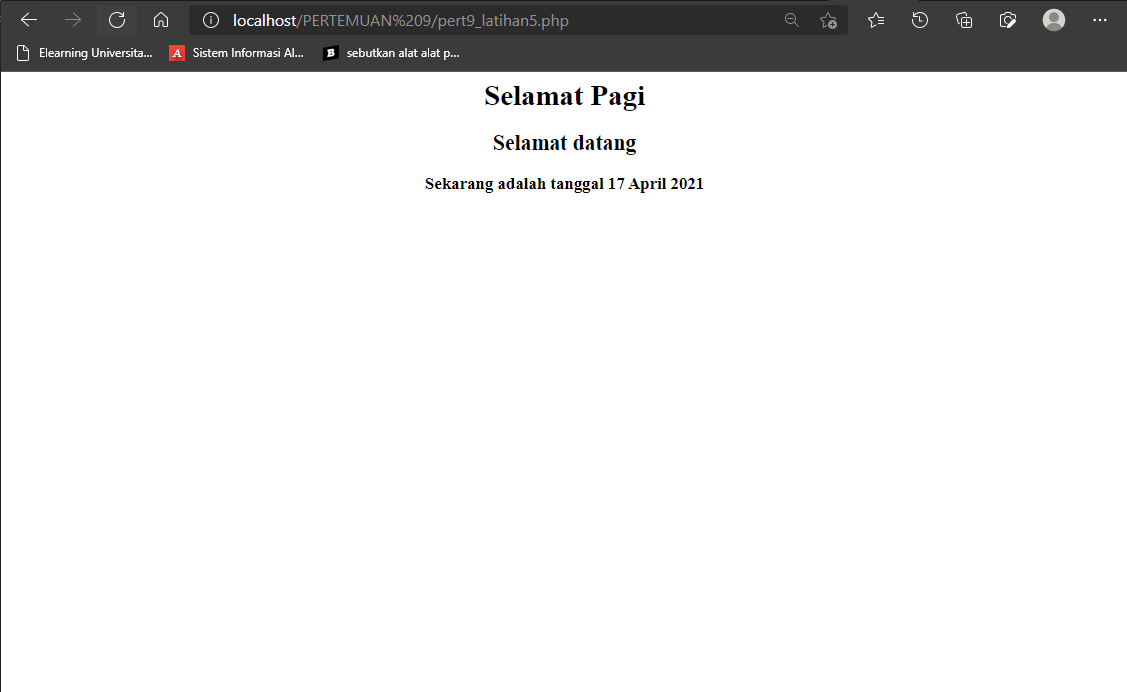 localhost/PERTEMUAN%209/pert9_latihan5.php
Elearning Universita... A Sistem Informasi Al... B sebutkan alat alat p...
Selamat Pagi
Selamat datang
Sekarang adalah tanggal 17 April 2021